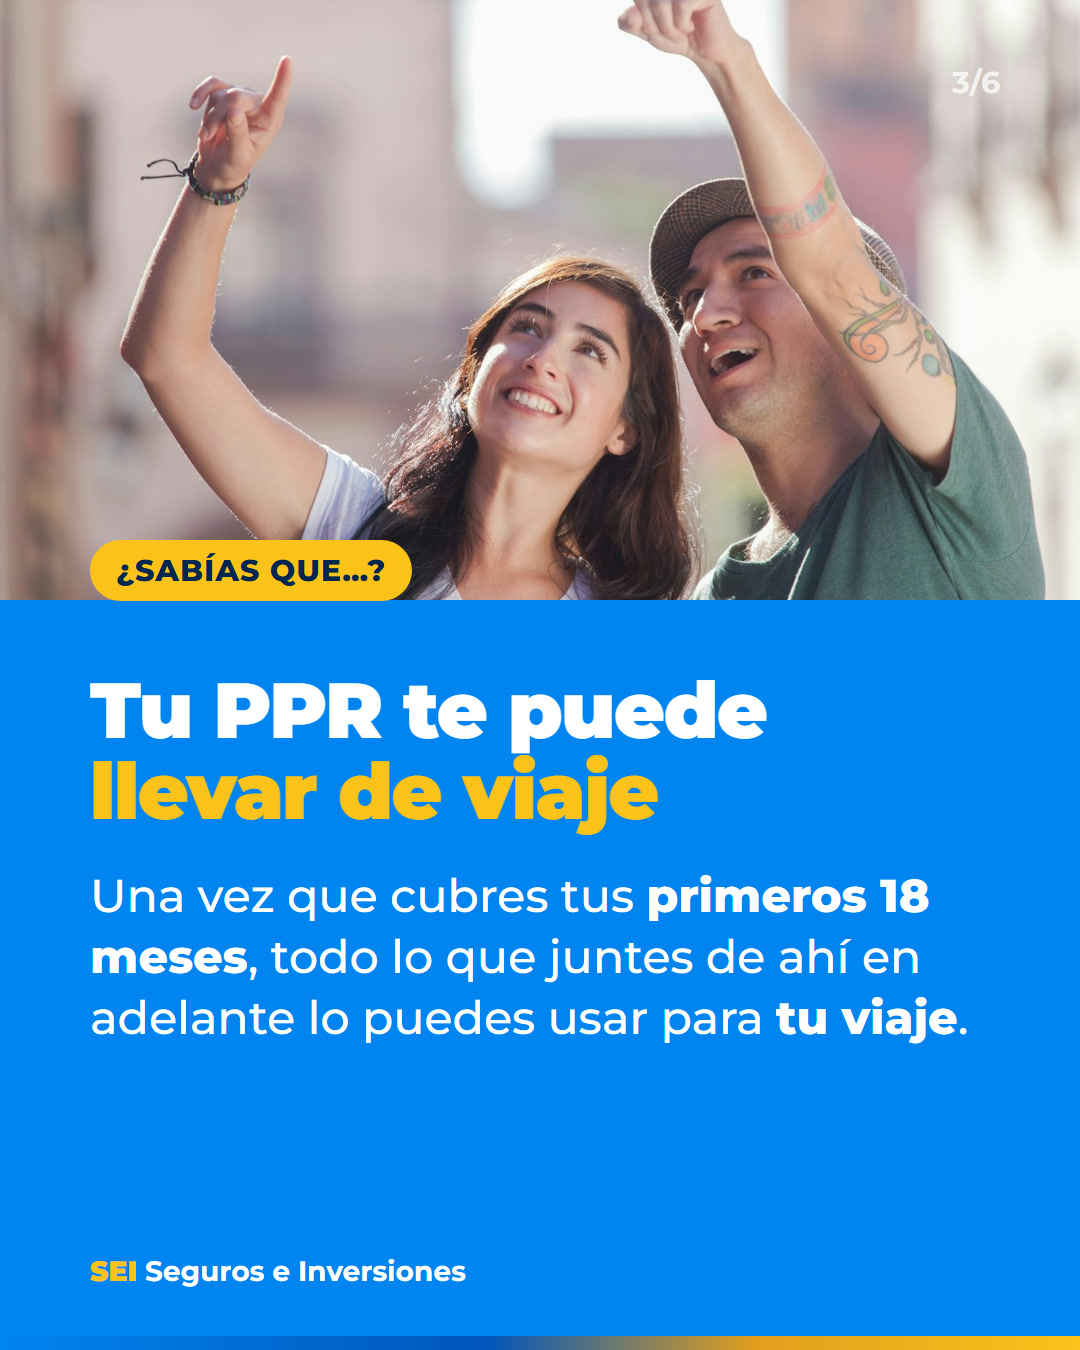 3/6
¿SABÍAS QUE...?
Tu PPR te puede
llevar de viaje
Una vez que cubres tus primeros 18
meses, todo lo que juntes de ahí en
adelante lo puedes usar para tu viaje.
SEI Seguros e Inversiones